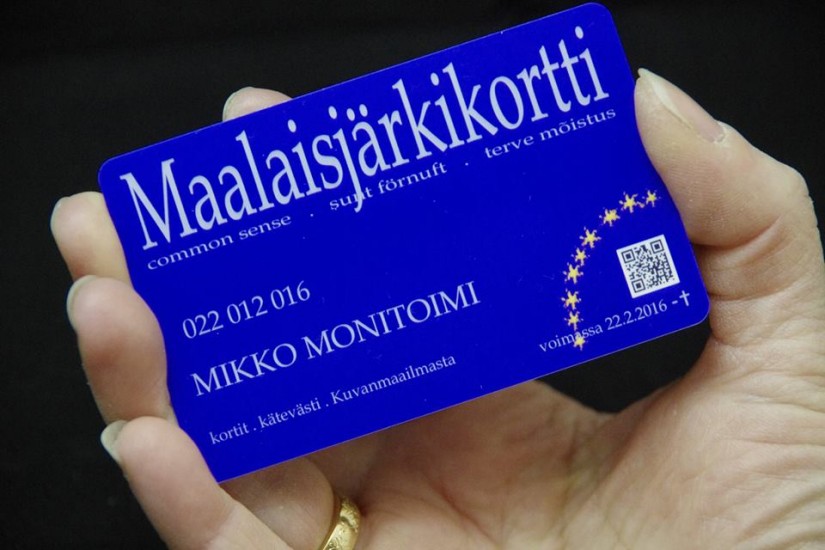 Maalaisjärkikortti
common sense . sunt förnuft . terve mõistus
022 012 016
MIKKO MONITOIMI
voimassa 22.2.2016 -†
kortit . kätevästi . Kuvanmaailmasta